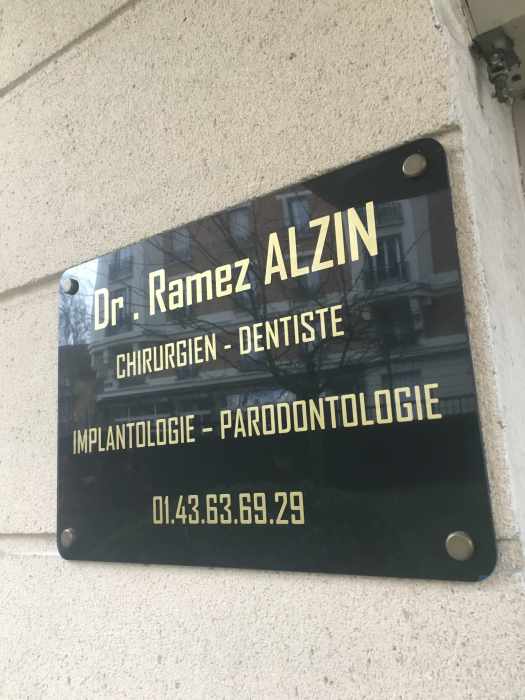 Dr . Ramez ALZIN
CHIRURGIEN - DENTISTE
IMPLANTOLOGIE - PARODONTOLOGIE
01.43.63.69.29